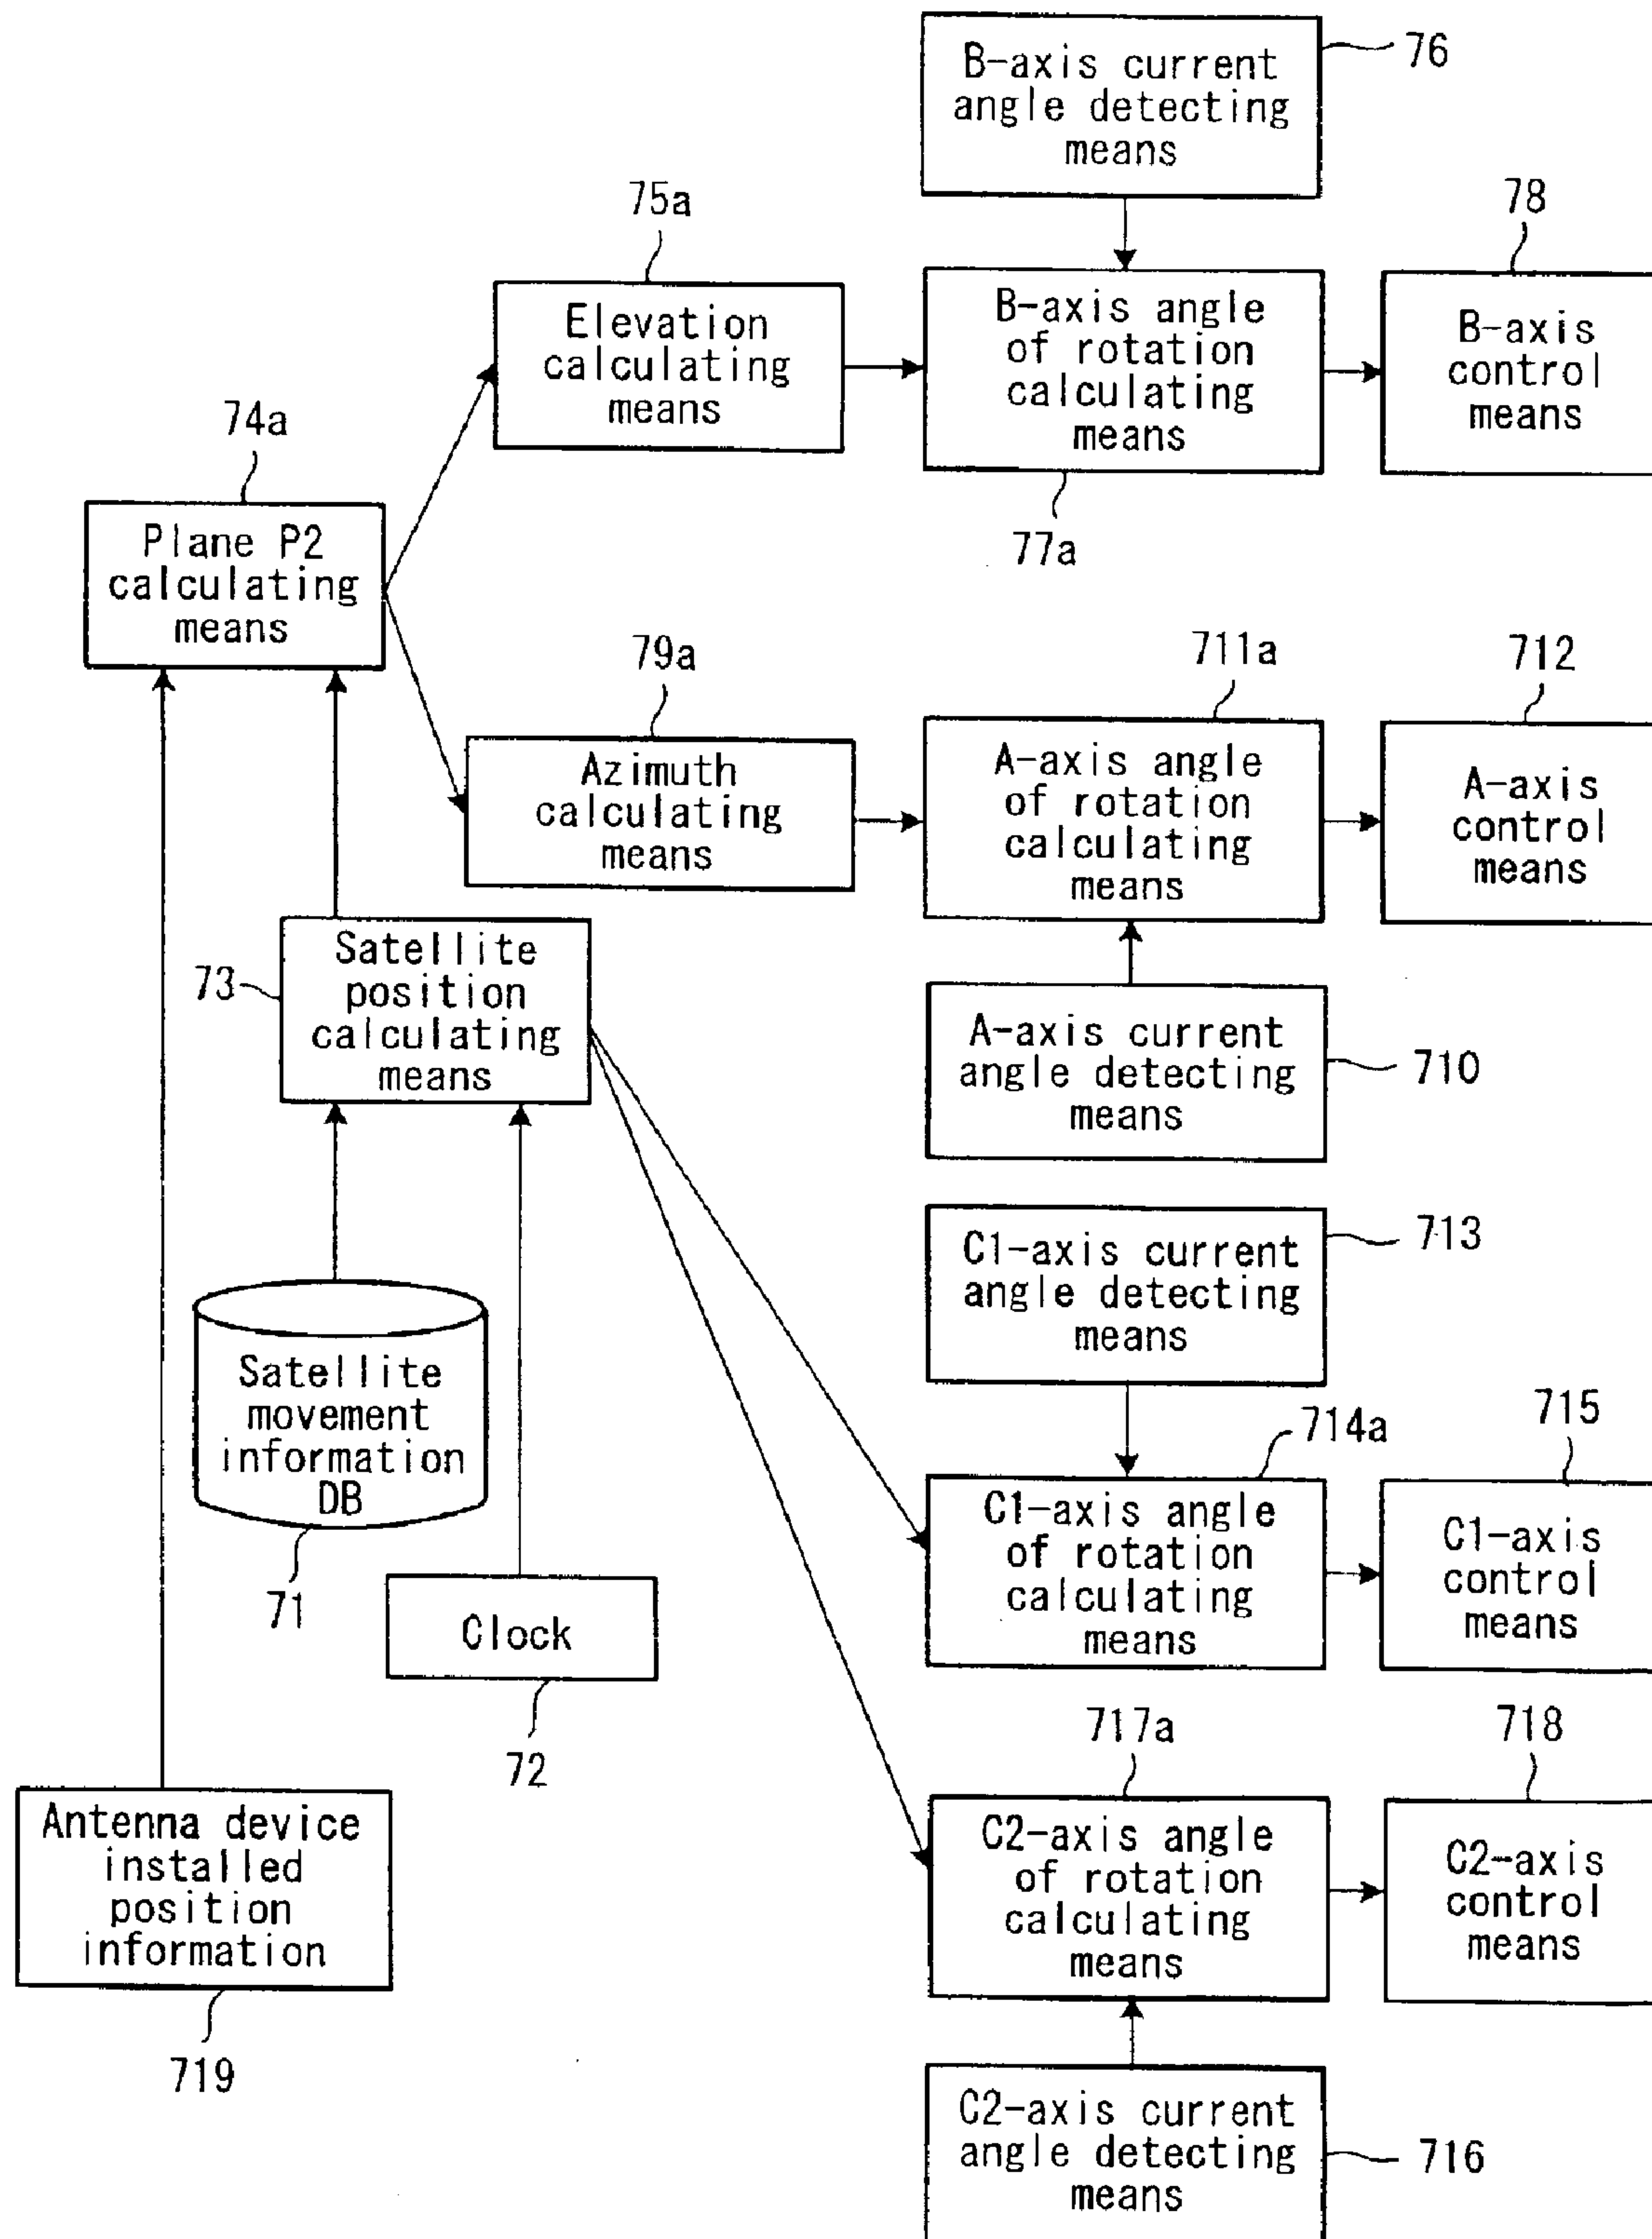 B-axis current
angle detecting
means
76
75a
78
Elevation
calculating
means
B-axis angle
of rotation
calculating
means
B-axis
control
means
74a
77a
Plane P2
calculating
means
79a
711a
712
Azimuth
calculating
means
A-axis angle
of rotation
calculating
means
A-axis
control
means
73
Satellite
position
calculating
means
A-axis current
angle detecting
means
710
C1-axis current
angle detecting
means
713
Satellite
movement
information
DB
71
714a
715
C1-axis angle
of rotation
calculating
means
C1-axis
control
means
Clock
72
717a
718
Antenna device
installed
position
information
719
C2-axis angle
of rotation
calculating
means
C2-axis
control
means
C2-axis current
angle detecting
means
716